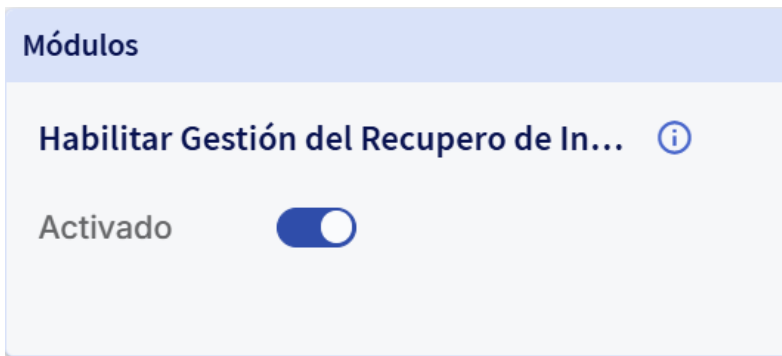 Módulos
Habilitar Gestión del Recupero de In...
Activado